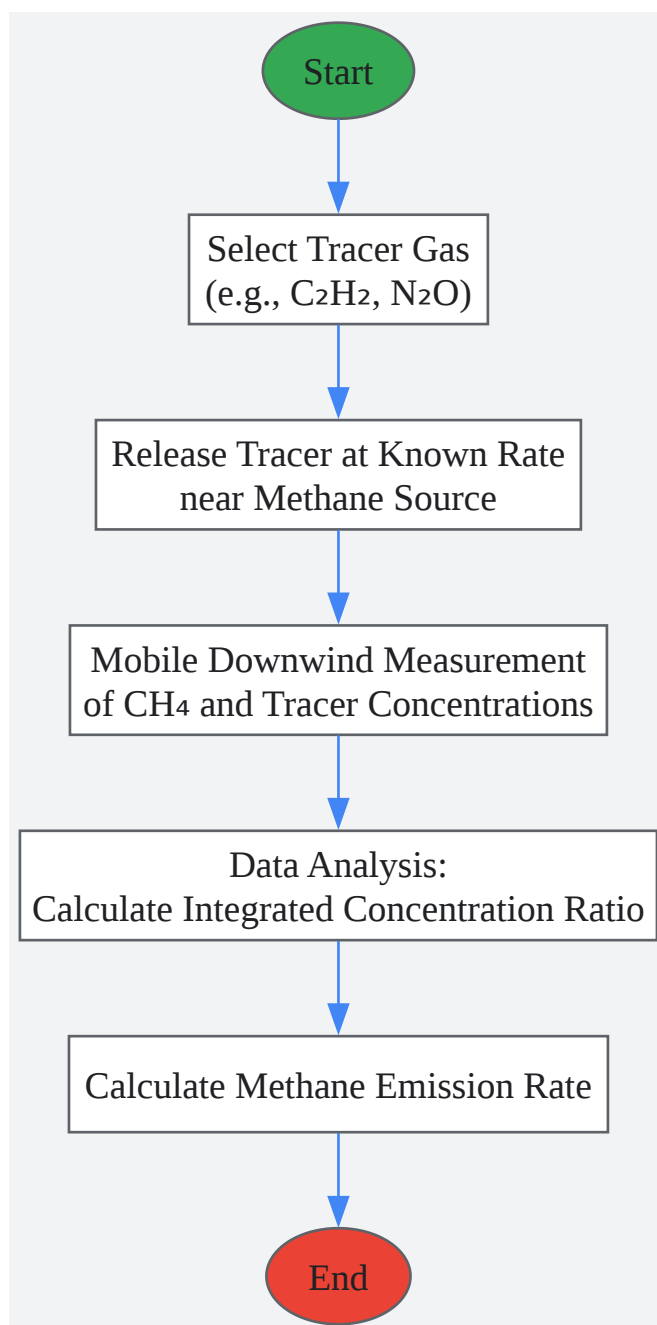 Start
Select Tracer Gas
(e.g., C₂H₂, N₂O)
Release Tracer at Known Rate
near Methane Source
Mobile Downwind Measurement
of CH₄ and Tracer Concentrations
Data Analysis:
Calculate Integrated Concentration Ratio
Calculate Methane Emission Rate
End